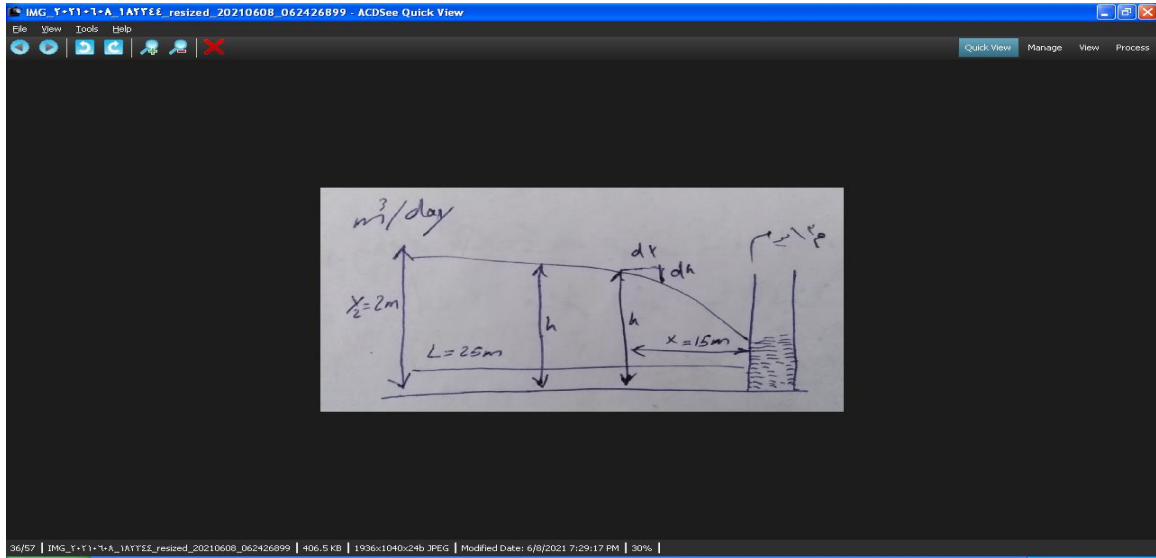 IMG_٢٠٢١٠٦٠٨_١٨٢٢٤٤_resized_20210608_062426899 - ACDSee Quick View
File View Tools Help
Quick View Manage View Process
m³/day
dx
dh
y₂=2m
h
h
x = 15m
L = 25m
36/57 | IMG_٢٠٢١٠٦٠٨_١٨٢٢٤٤_resized_20210608_062426899 | 406.5 KB | 1936x1040x24b JPEG | Modified Date: 6/8/2021 7:29:17 PM | 30% |